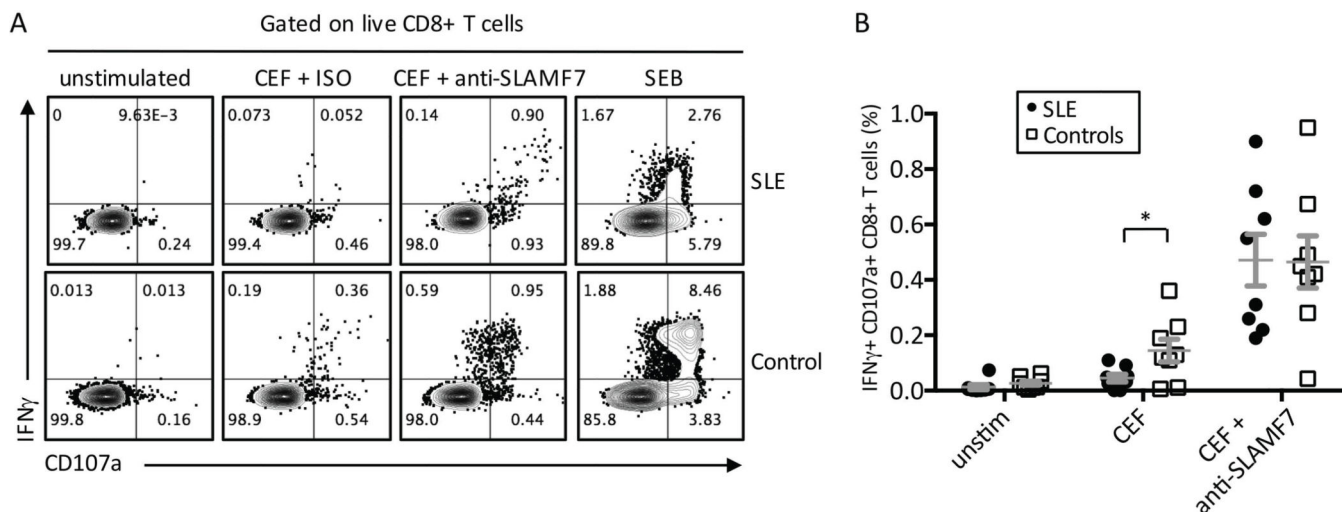 A
Gated on live CD8+ T cells
unstimulated CEF + ISO CEF + anti-SLAMF7 SEB
0 9.63E-3 0.073 0.052 0.14 0.90 1.67 2.76
SLE
99.7 0.24 99.4 0.46 98.0 0.93 89.8 5.79
0.013 0.013 0.19 0.36 0.59 0.95 1.88 8.46
Control
99.8 0.16 98.9 0.54 98.0 0.44 85.8 3.83
IFNγ
CD107a
B
IFNγ+ CD107a+ CD8+ T cells (%)
1.0
0.8
0.6
0.4
0.2
0.0
SLE
Controls
*
unstim
CEF
CEF +
anti-SLAMF7